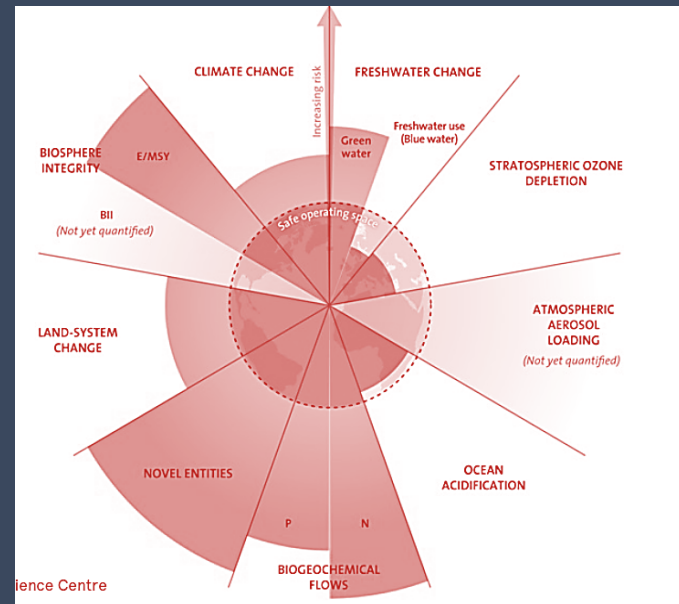 CLIMATE CHANGE
FRESHWATER CHANGE
Increasing risk
Freshwater use
(Blue water)
Green
water
BIOSPHERE
INTEGRITY
E/MSY
STRATOSPHERIC OZONE
DEPLETION
BII
(Not yet quantified)
Safe operating space
LAND-SYSTEM
CHANGE
ATMOSPHERIC
AEROSOL
LOADING
(Not yet quantified)
NOVEL ENTITIES
OCEAN
ACIDIFICATION
P
N
BIOGEOCHEMICAL
FLOWS
ience Centre